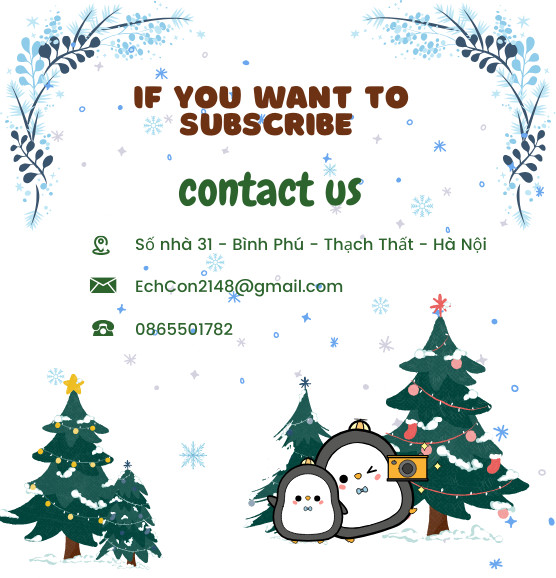 IF YOU WANT TO
SUBSCRIBE
contact us
Số nhà 31 - Bình Phú - Thạch Thất - Hà Nội
EchCon2148@gmail.com
0865501782